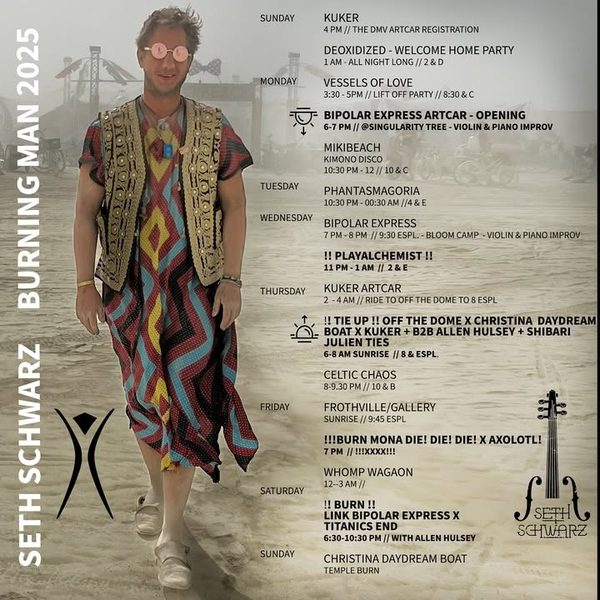 SETH SCHWARZ BURNING MAN 2025
SUNDAY
KUKER
4 PM // THE DMV ARTCAR REGISTRATION
DEOXIDIZED - WELCOME HOME PARTY
1 AM - ALL NIGHT LONG // 2 & D
MONDAY
VESSELS OF LOVE
3:30 - 5PM // LIFT OFF PARTY // 8:30 & C
BIPOLAR EXPRESS ARTCAR - OPENING
6-7 PM // @SINGULARITY TREE - VIOLIN & PIANO IMPROV
MIKIBEACH
KIMONO DISCO
10:30 PM - 12 // 10 & C
TUESDAY
PHANTASMAGORIA
10:30 PM - 00:30 AM //4 & E
WEDNESDAY
BIPOLAR EXPRESS
7 PM - 8 PM // 9:30 ESPL. - BLOOM CAMP - VIOLIN & PIANO IMPROV
!! PLAYALCHEMIST !!
11 PM - 1 AM // 2 & E
THURSDAY
KUKER ARTCAR
2 - 4 AM // RIDE TO OFF THE DOME TO 8 ESPL
!! TIE UP !! OFF THE DOME X CHRISTINA DAYDREAM
BOAT X KUKER + B2B ALLEN HULSEY + SHIBARI
JULIEN TIES
6-8 AM SUNRISE // 8 & ESPL.
CELTIC CHAOS
8-9.30 PM // 10 & B
FRIDAY
FROTHVILLE/GALLERY
SUNRISE // 9:45 ESPL
!!!BURN MONA DIE! DIE! DIE! X AXOLOTL!
7 PM // !!!XXXX!!!
WHOMP WAGAON
12--3 AM //
SATURDAY
!! BURN !!
LINK BIPOLAR EXPRESS X
TITANICS END
6:30-10:30 PM // WITH ALLEN HULSEY
SUNDAY
CHRISTINA DAYDREAM BOAT
TEMPLE BURN
SETH
SCHWARZ